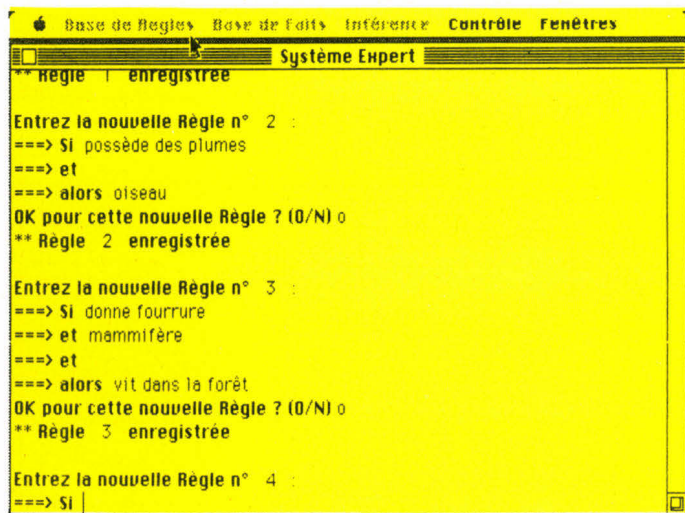 Base de Règles Base de Faits Inférence Contrôle Fenêtres
Système Expert
** Règle 1 enregistrée
Entrez la nouvelle Règle n° 2 :
===> Si possède des plumes
===> et
===> alors oiseau
OK pour cette nouvelle Règle ? (O/N) o
** Règle 2 enregistrée
Entrez la nouvelle Règle n° 3 :
===> Si donne fourrure
===> et mammifère
===> et
===> alors vit dans la forêt
OK pour cette nouvelle Règle ? (O/N) o
** Règle 3 enregistrée
Entrez la nouvelle Règle n° 4 :
===> Si